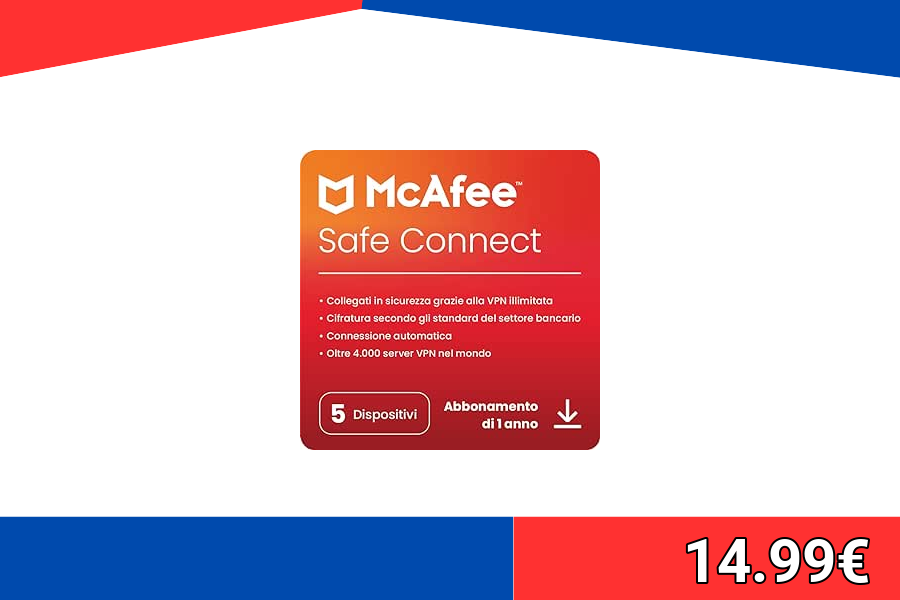 McAfee™
Safe Connect
• Collegati in sicurezza grazie alla VPN illimitata
• Cifratura secondo gli standard del settore bancario
• Connessione automatica
• Oltre 4.000 server VPN nel mondo
5 Dispositivi
Abbonamento
di 1 anno
14.99€